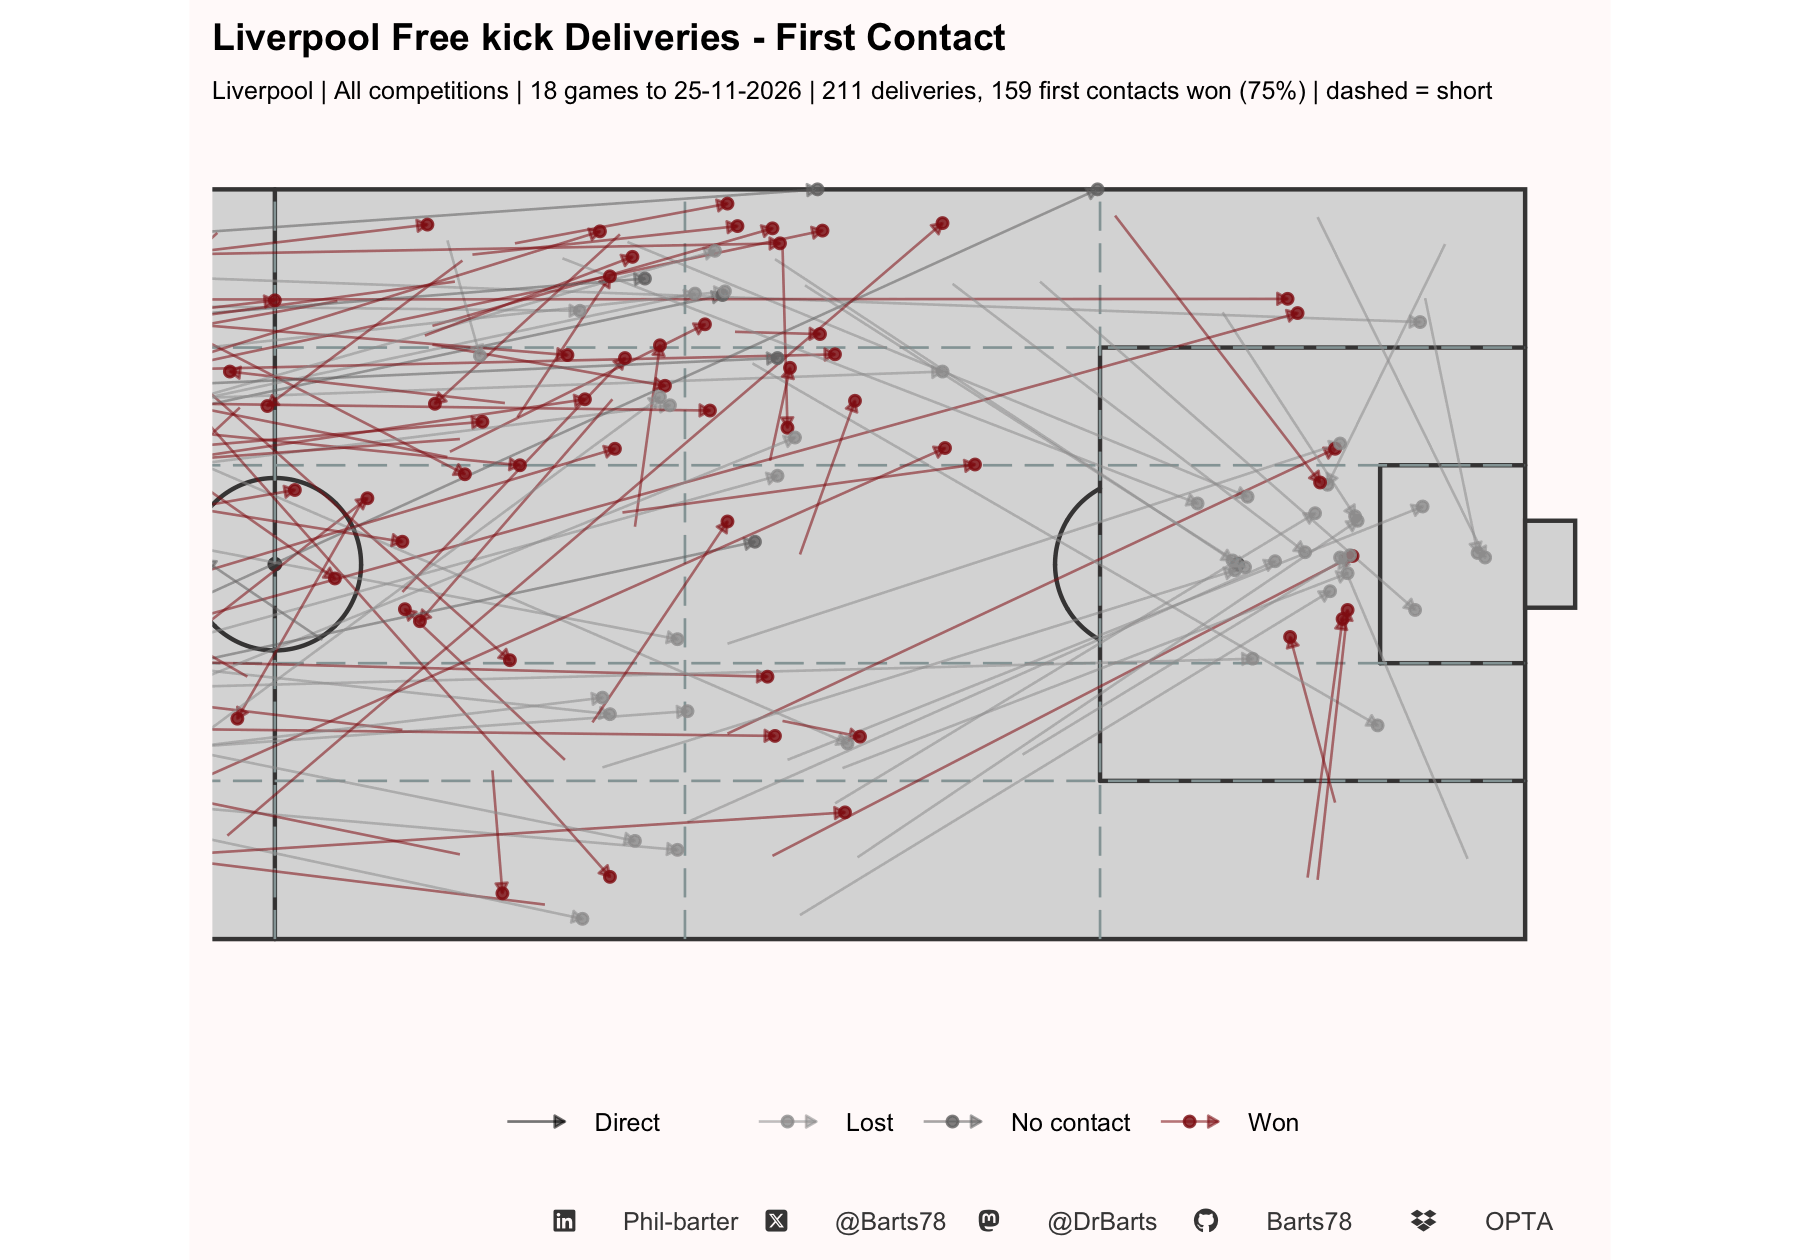 Liverpool Free kick Deliveries - First Contact
Liverpool | All competitions | 18 games to 25-11-2026 | 211 deliveries, 159 first contacts won (75%) | dashed = short
Direct Lost No contact Won
Phil-barter @Barts78 @DrBarts Barts78 OPTA